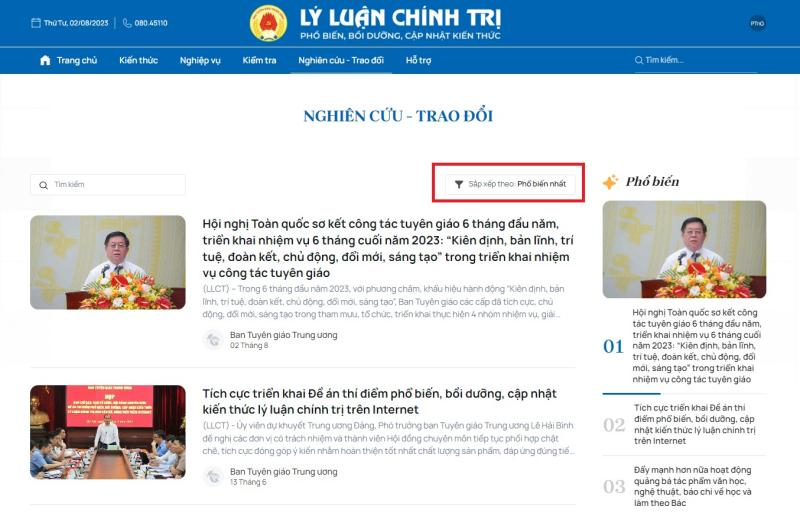 Thứ Tư, 02/08/2023
080.45110
LÝ LUẬN CHÍNH TRỊ
PHỔ BIẾN, BỒI DƯỠNG, CẬP NHẬT KIẾN THỨC
Trang chủ
Kiến thức
Nghiệp vụ
Kiểm tra
Nghiên cứu - Trao đổi
Hỗ trợ
Tìm kiếm...
NGHIÊN CỨU - TRAO ĐỔI
Tìm kiếm
Sắp xếp theo: Phổ biến nhất
Hội nghị Toàn quốc sơ kết công tác tuyên giáo 6 tháng đầu năm,
triển khai nhiệm vụ 6 tháng cuối năm 2023: “Kiên định, bản lĩnh, trí
tuệ, đoàn kết, chủ động, đổi mới, sáng tạo” trong triển khai nhiệm
vụ công tác tuyên giáo
(LLCT) - Trong 6 tháng đầu năm 2023, với phương châm, khẩu hiệu hành động "Kiên định, bản
lĩnh, trí tuệ, đoàn kết, chủ động, đổi mới, sáng tạo", Ban Tuyên giáo các cấp đã tích cực, chủ
động, đổi mới, sáng tạo trong tham mưu, tổ chức, triển khai thực hiện 4 nhóm nhiệm vụ, giải...
Ban Tuyên giáo Trung ương
02 Tháng 8
Tích cực triển khai Đề án thí điểm phổ biến, bồi dưỡng, cập nhật
kiến thức lý luận chính trị trên Internet
(LLCT) - Ủy viên dự khuyết Trung ương Đảng, Phó trưởng ban Tuyên giáo Trung ương Lê Hải Bình
đề nghị các đơn vị có trách nhiệm và thành viên Hội đồng chuyên môn tiếp tục phối hợp chặt
chẽ, tích cực đóng góp ý kiến nhằm hoàn thiện tốt nhất chất lượng sản phẩm, đáp ứng đúng tiế...
Ban Tuyên giáo Trung ương
13 Tháng 6
Phổ biến
01
Hội nghị Toàn quốc sơ kết công
tác tuyên giáo 6 tháng đầu năm,
triển khai nhiệm vụ 6 tháng cuối
năm 2023: “Kiên định, bản lĩnh,
trí tuệ, đoàn kết, chủ động, đổi
mới, sáng tạo” trong triển khai
nhiệm vụ công tác tuyên giáo
02
Tích cực triển khai Đề án thí
điểm phổ biến, bồi dưỡng, cập
nhật kiến thức lý luận chính trị
trên Internet
03
Đẩy mạnh hơn nữa hoạt động
quảng bá tác phẩm văn học,
nghệ thuật, báo chí về học và
làm theo Bác